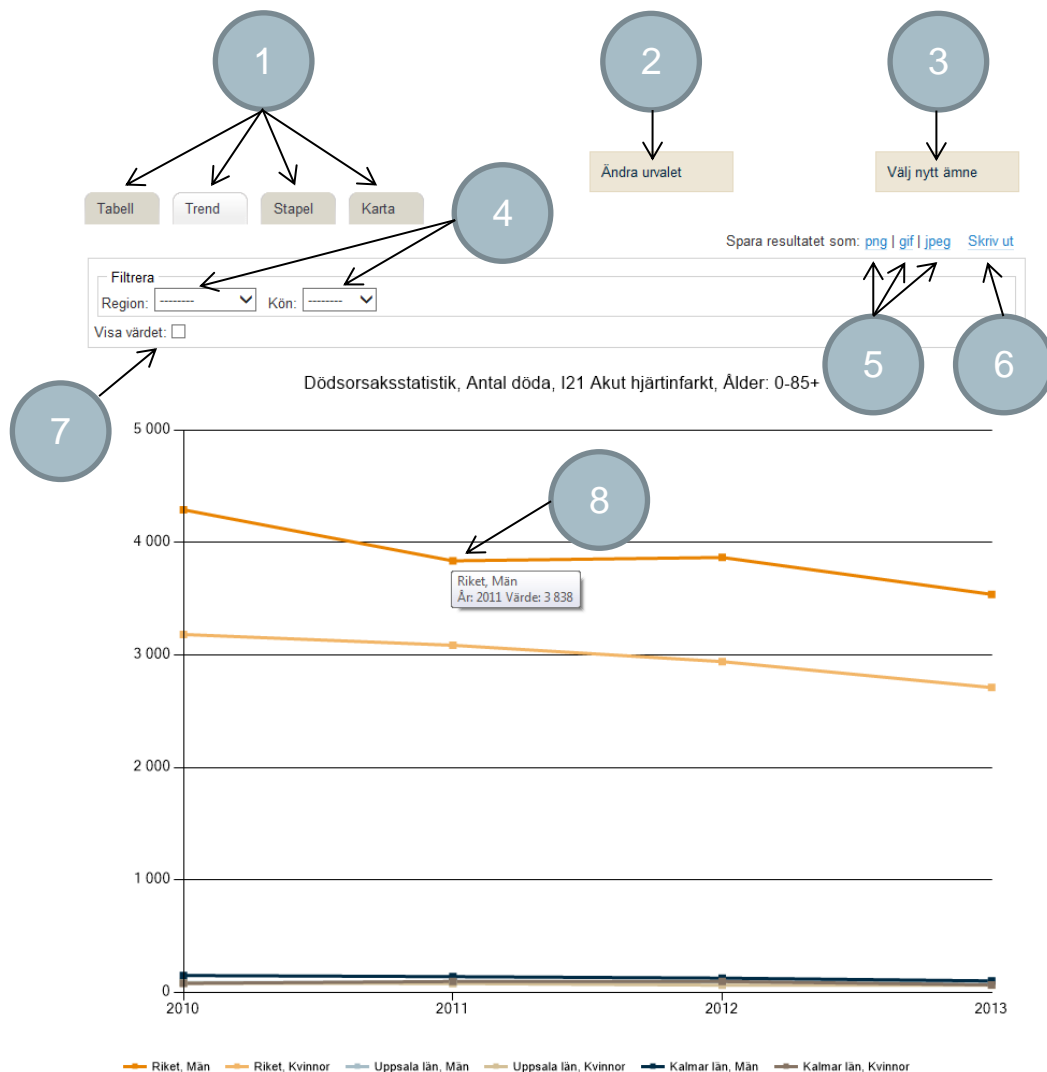 1
2
3
Ändra urvalet
Välj nytt ämne
Tabell
Trend
Stapel
Karta
4
Spara resultatet som: png | gif | jpeg Skriv ut
Filtrera
Region: --------
Kön: --------
Visa värdet:
5
6
Dödsorsaksstatistik, Antal döda, I21 Akut hjärtinfarkt, Ålder: 0-85+
7
5 000
8
4 000
Riket, Män
År: 2011 Värde: 3 838
3 000
2 000
1 000
0
2010 2011 2012 2013
Riket, Män Riket, Kvinnor Uppsala län, Män Uppsala län, Kvinnor Kalmar län, Män Kalmar län, Kvinnor